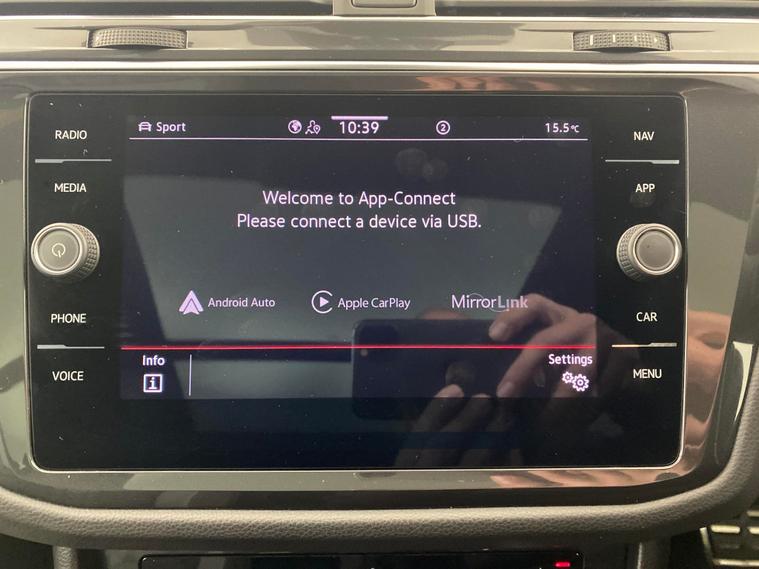 RADIO
MEDIA
PHONE
VOICE
Sport
10:39
2
15.5°C
Welcome to App-Connect
Please connect a device via USB.
Android Auto
Apple CarPlay
MirrorLink
Info
i
Settings
NAV
APP
CAR
MENU